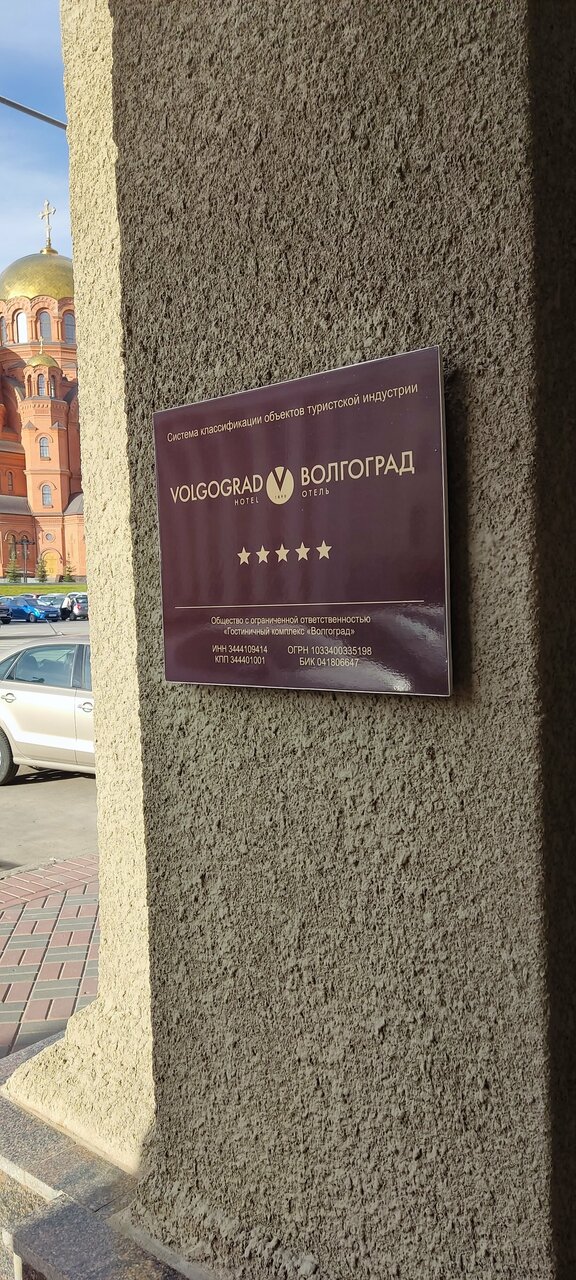 Система классификации объектов туристской индустрии
VOLGOGRAD V ВОЛГОГРАД
HOTEL 1890 ОТЕЛЬ
Общество с ограниченной ответственностью
«Гостиничный комплекс «Волгоград»
ИНН 3444109414 ОГРН 1033400335198
КПП 344401001 БИК 041806647